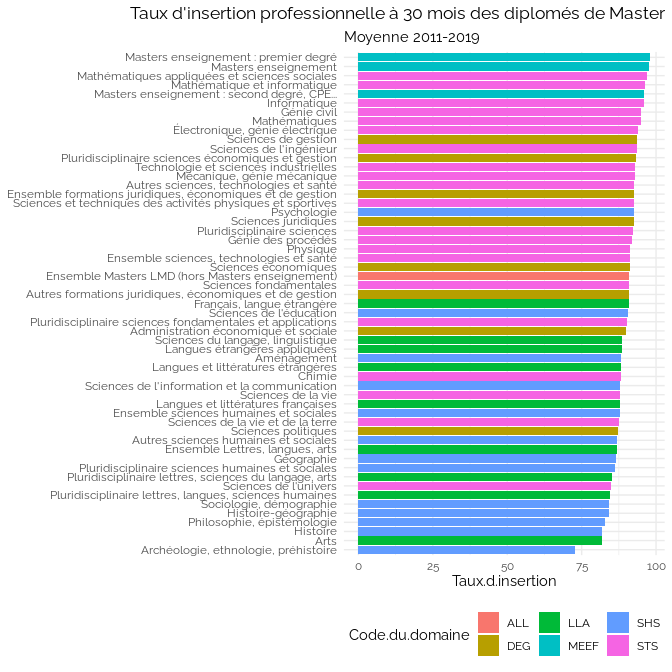 Taux d'insertion professionnelle à 30 mois des diplomés de Master
Moyenne 2011-2019
Masters enseignement : premier degré
Masters enseignement
Mathématiques appliquées et sciences sociales
Mathématique et informatique
Masters enseignement : second degré, CPE…
Informatique
Génie civil
Mathématiques
Électronique, génie électrique
Sciences de gestion
Sciences de l'ingénieur
Pluridisciplinaire sciences économiques et gestion
Technologie et sciences industrielles
Mécanique, génie mécanique
Autres sciences, technologies et santé
Ensemble formations juridiques, économiques et de gestion
Sciences et techniques des activités physiques et sportives
Psychologie
Sciences juridiques
Pluridisciplinaire sciences
Génie des procédés
Physique
Ensemble sciences, technologies et santé
Sciences économiques
Ensemble Masters LMD (hors Masters enseignement)
Sciences fondamentales
Autres formations juridiques, économiques et de gestion
Français, langue étrangère
Sciences de l'éducation
Pluridisciplinaire sciences fondamentales et applications
Administration économique et sociale
Sciences du langage, linguistique
Langues étrangères appliquées
Aménagement
Langues et littératures étrangères
Chimie
Sciences de l'information et la communication
Sciences de la vie
Langues et littératures françaises
Ensemble sciences humaines et sociales
Sciences de la vie et de la terre
Sciences politiques
Autres sciences humaines et sociales
Ensemble Lettres, langues, arts
Géographie
Pluridisciplinaire sciences humaines et sociales
Pluridisciplinaire lettres, sciences du langage, arts
Sciences de l'univers
Pluridisciplinaire lettres, langues, sciences humaines
Sociologie, démographie
Histoire-géographie
Philosophie, épistémologie
Histoire
Arts
Archéologie, ethnologie, préhistoire
0 25 50 75 100
Taux.d.insertion
Code.du.domaine
ALL LLA SHS
DEG MEEF STS